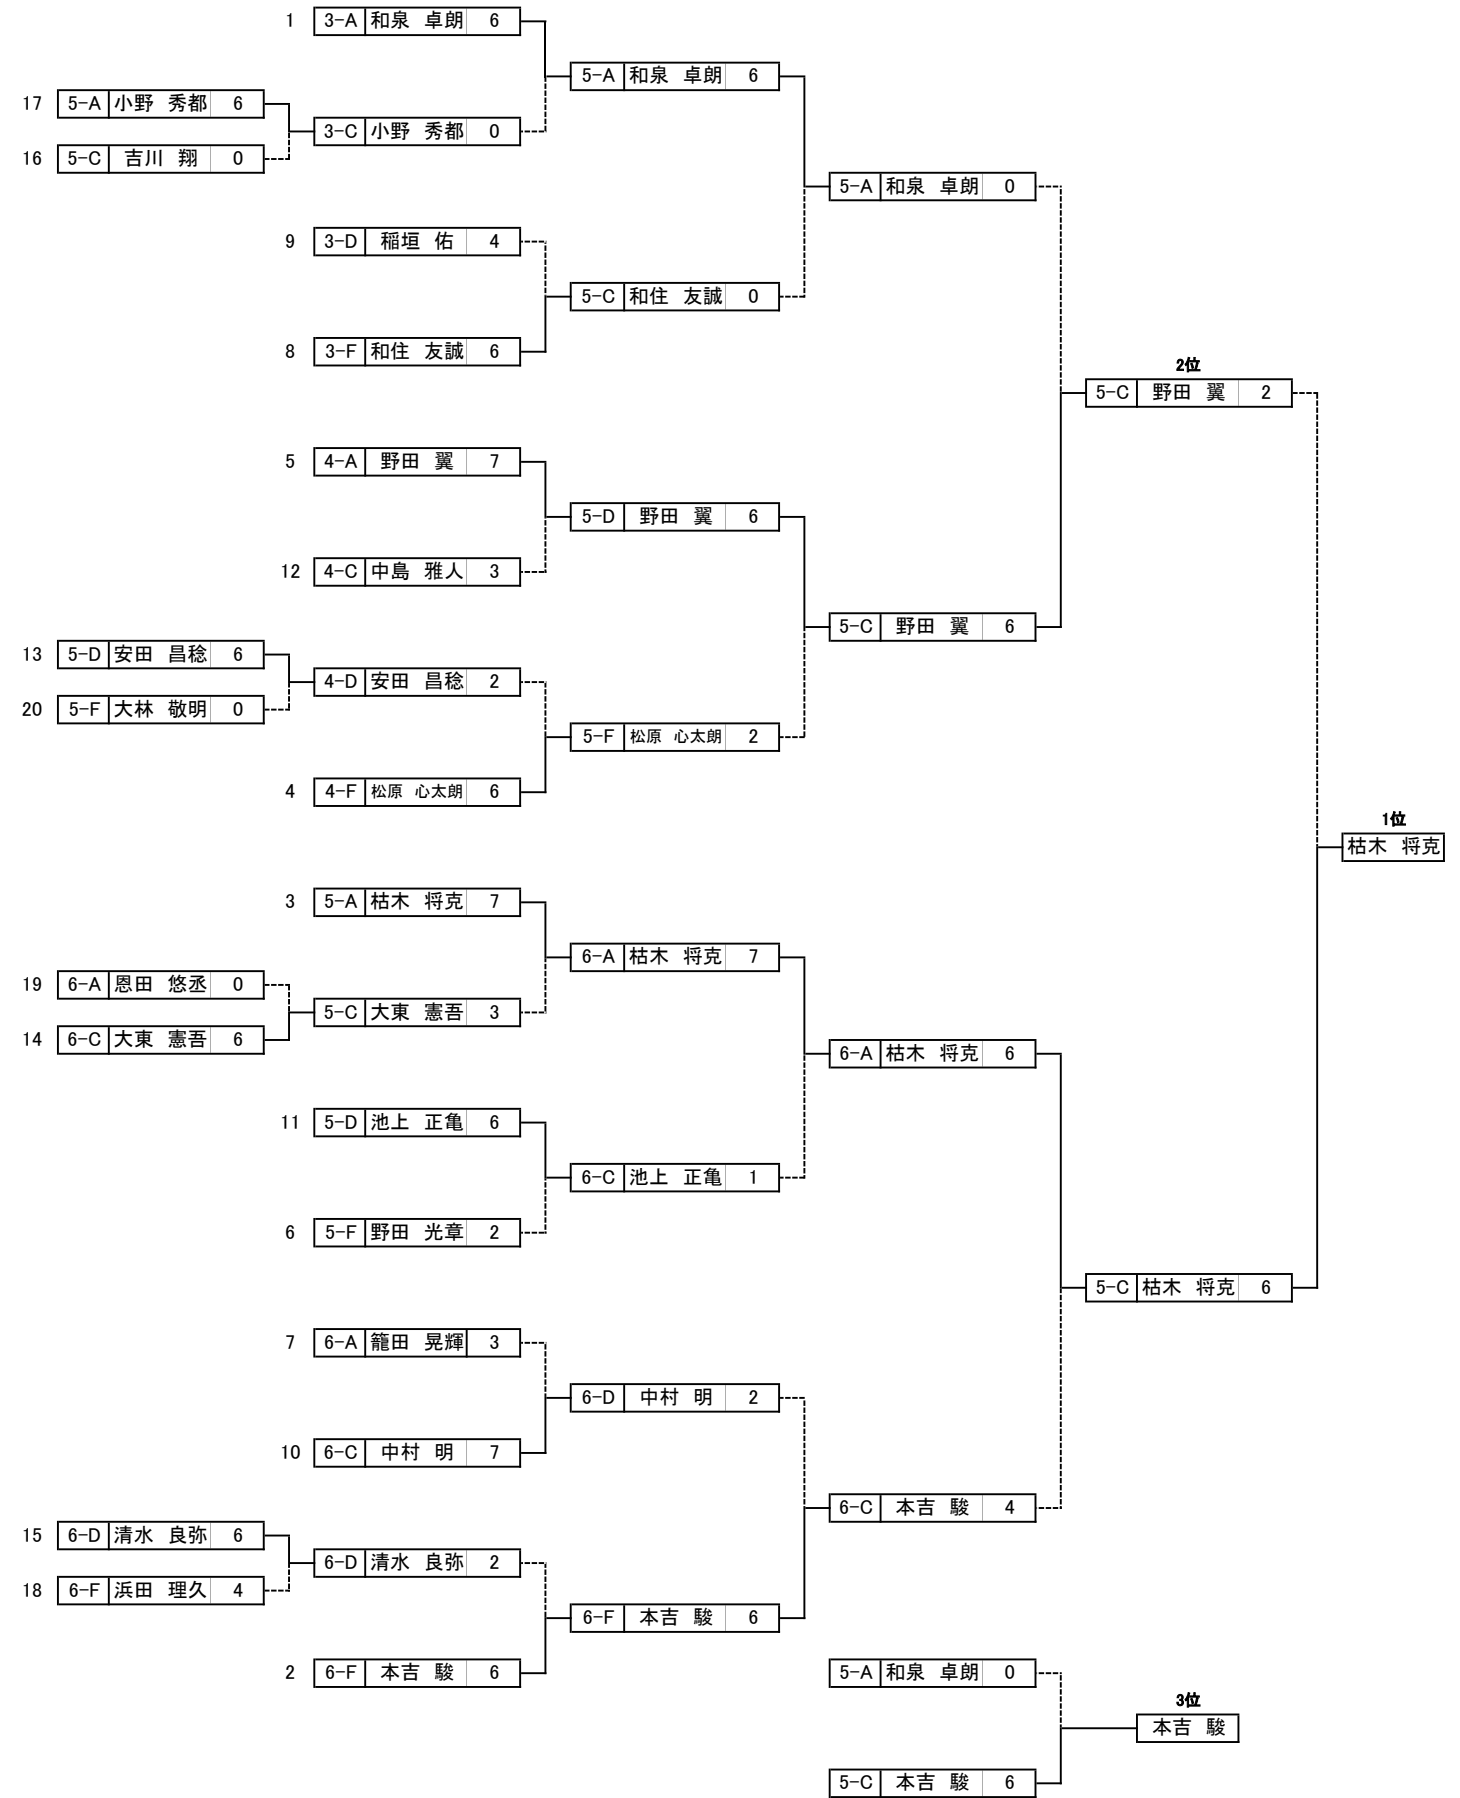 1 3-A 和泉 卓朗 6
5-A 和泉 卓朗 6
17 5-A 小野 秀都 6
3-C 小野 秀都 0
16 5-C 吉川 翔 0
5-A 和泉 卓朗 0
9 3-D 稲垣 佑 4
5-C 和住 友誠 0
8 3-F 和住 友誠 6
2位
5-C 野田 翼 2
5 4-A 野田 翼 7
5-D 野田 翼 6
12 4-C 中島 雅人 3
5-C 野田 翼 6
13 5-D 安田 昌稔 6
4-D 安田 昌稔 2
20 5-F 大林 敬明 0
5-F 松原 心太朗 2
4 4-F 松原 心太朗 6
1位
枯木 将克
3 5-A 枯木 将克 7
6-A 枯木 将克 7
19 6-A 恩田 悠丞 0
5-C 大東 憲吾 3
14 6-C 大東 憲吾 6
6-A 枯木 将克 6
11 5-D 池上 正亀 6
6-C 池上 正亀 1
6 5-F 野田 光章 2
5-C 枯木 将克 6
7 6-A 籠田 晃輝 3
6-D 中村 明 2
10 6-C 中村 明 7
6-C 本吉 駿 4
15 6-D 清水 良弥 6
6-D 清水 良弥 2
18 6-F 浜田 理久 4
6-F 本吉 駿 6
2 6-F 本吉 駿 6
5-A 和泉 卓朗 0
3位
本吉 駿
5-C 本吉 駿 6